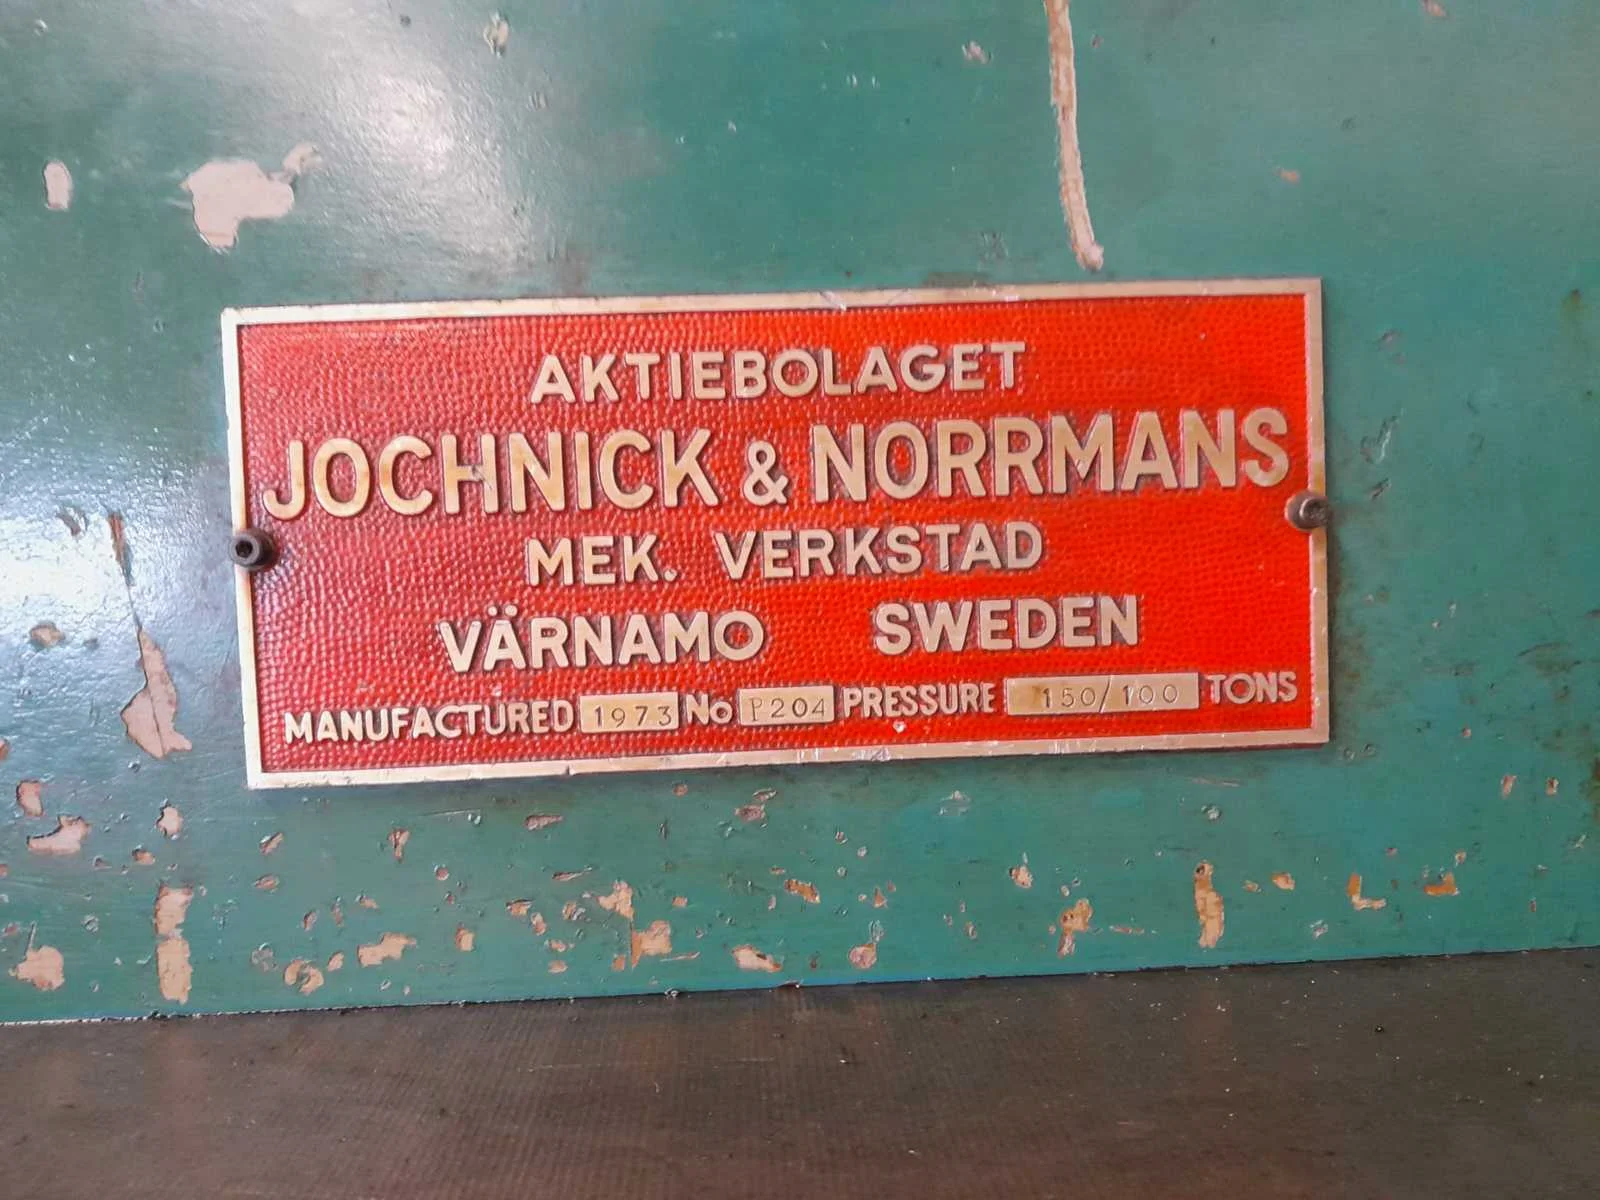 AKTIEBOLAGET
JOCHNICK & NORRMANS
MEK. VERKSTAD
VÄRNAMO SWEDEN
MANUFACTURED 1973 No P204 PRESSURE 150/100 TONS